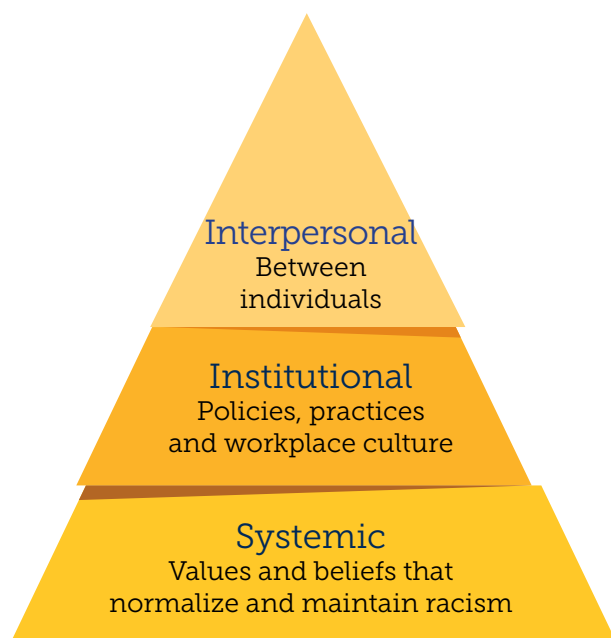 Interpersonal
Between
individuals
Institutional
Policies, practices
and workplace culture
Systemic
Values and beliefs that
normalize and maintain racism